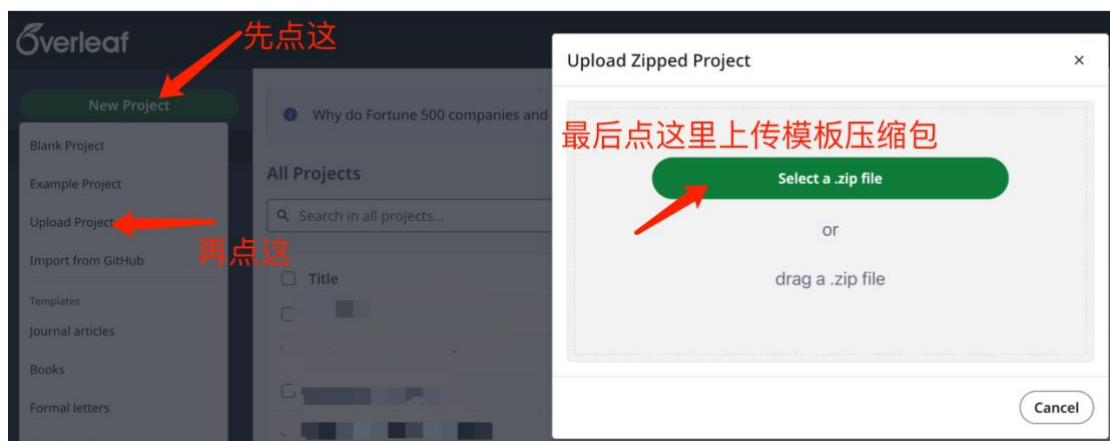 Overleaf
先点这
New Project
Blank Project
Example Project
Upload Project
再点这
Import from GitHub
Templates
Journal articles
Books
Formal letters
Why do Fortune 500 companies and
All Projects
Search in all projects...
Title
Upload Zipped Project
×
最后点这里上传模板压缩包
Select a .zip file
or
drag a .zip file
Cancel